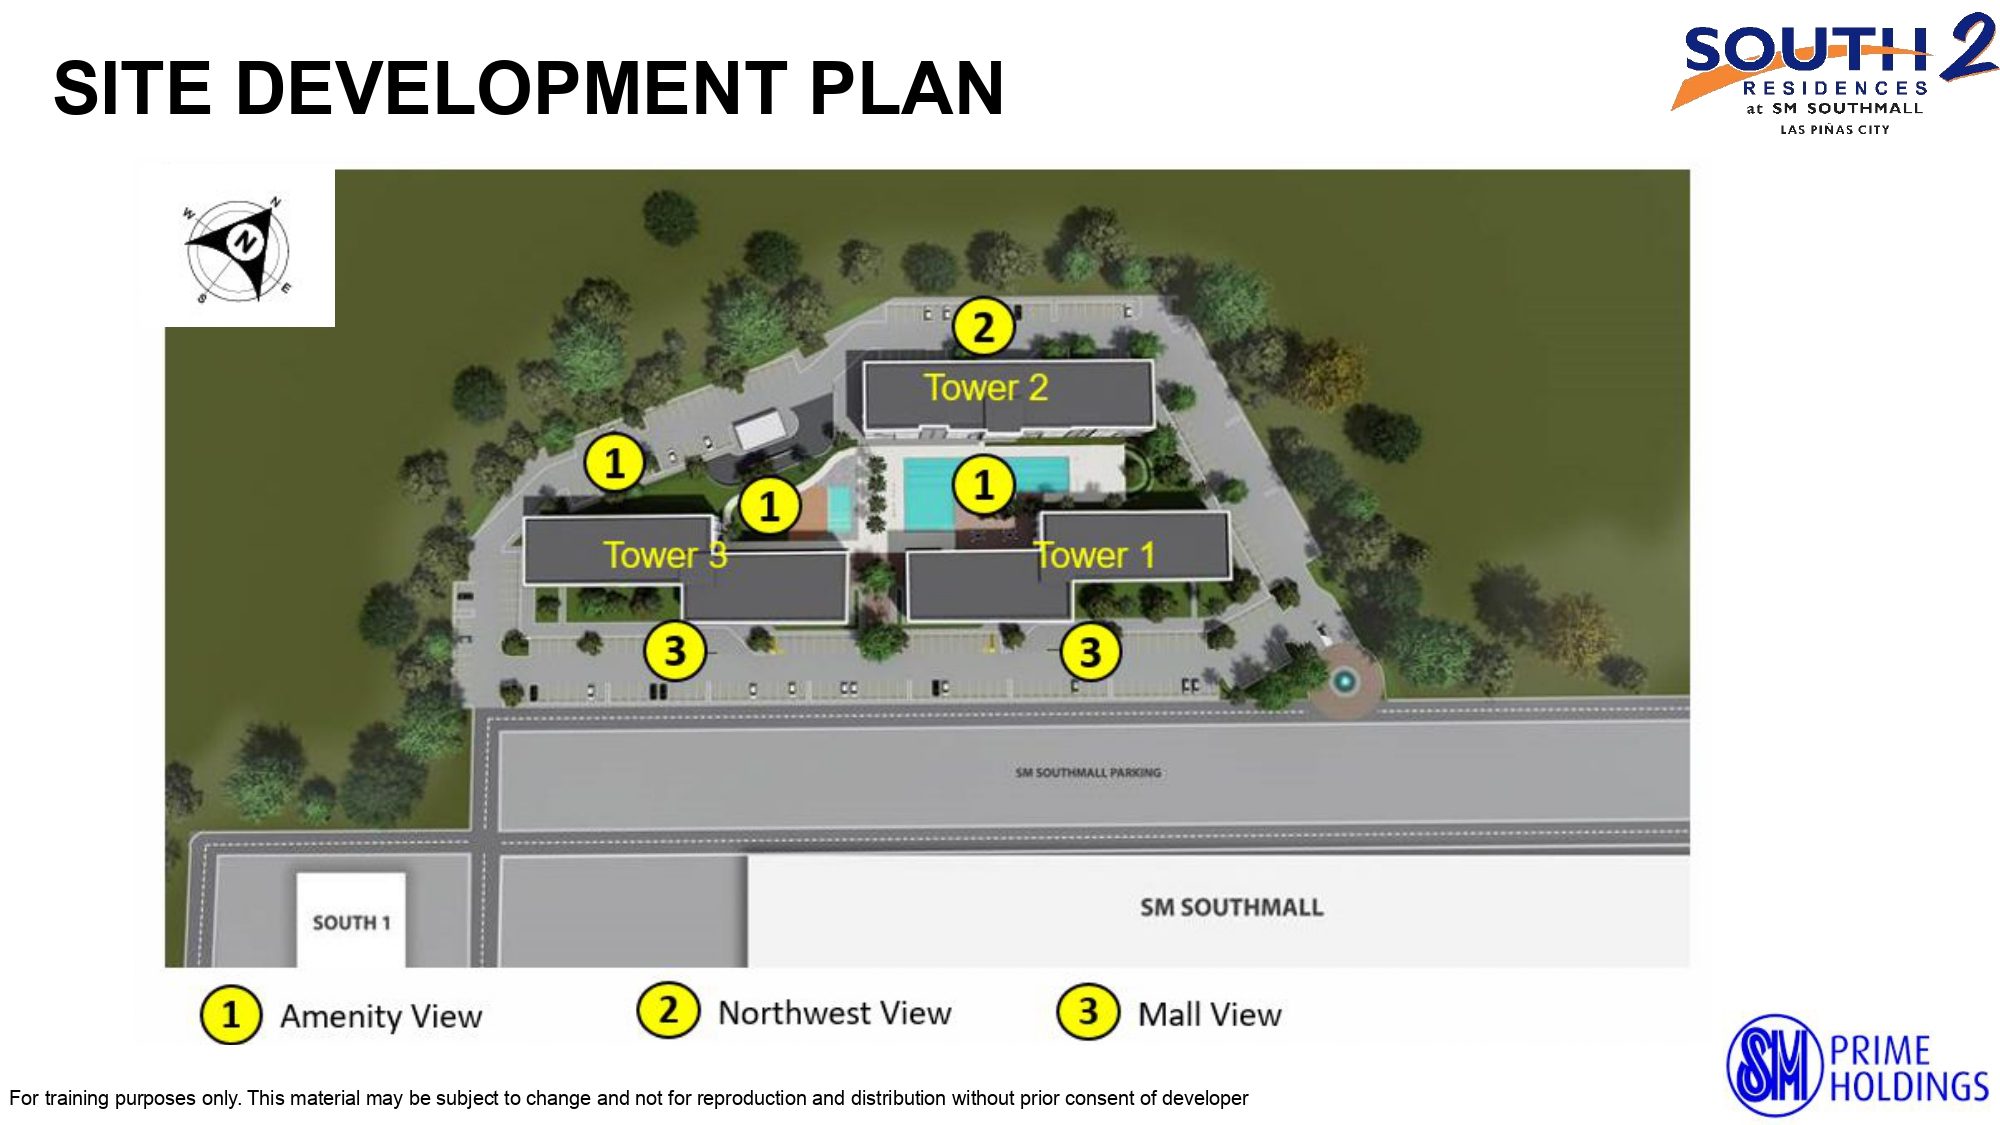 SITE DEVELOPMENT PLAN
SOUTH 2
RESIDENCES
at SM SOUTHMALL
LAS PIÑAS CITY
W
N
N
S
E
2
Tower 2
1
1
1
Tower 3
Tower 1
3
3
SM SOUTHMALL PARKING
SOUTH 1
SM SOUTHMALL
1 Amenity View
2 Northwest View
3 Mall View
SM PRIME
HOLDINGS
For training purposes only. This material may be subject to change and not for reproduction and distribution without prior consent of developer